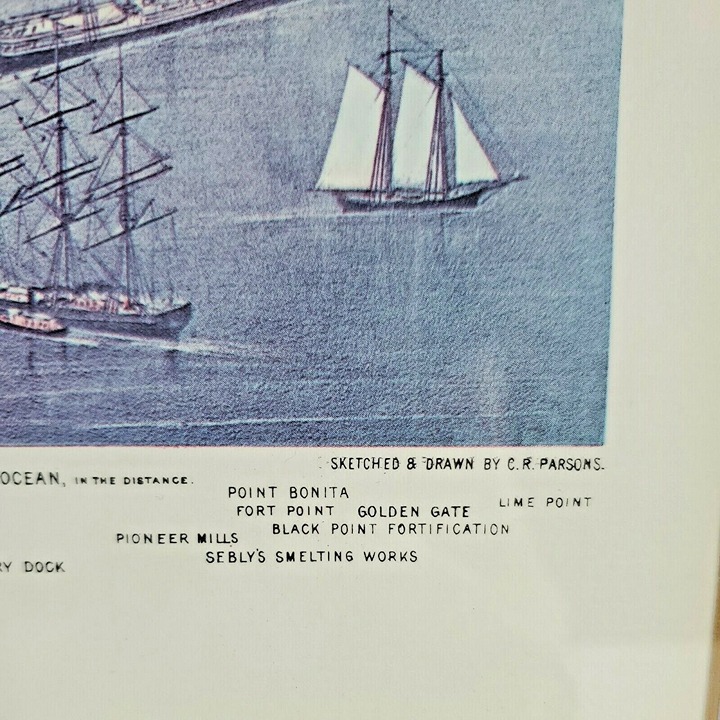 SKETCHED & DRAWN BY C.R. PARSONS.
OCEAN, IN THE DISTANCE.
POINT BONITA
LIME POINT
FORT POINT GOLDEN GATE
BLACK POINT FORTIFICATION
PIONEER MILLS
SEBLY'S SMELTING WORKS
RY DOCK